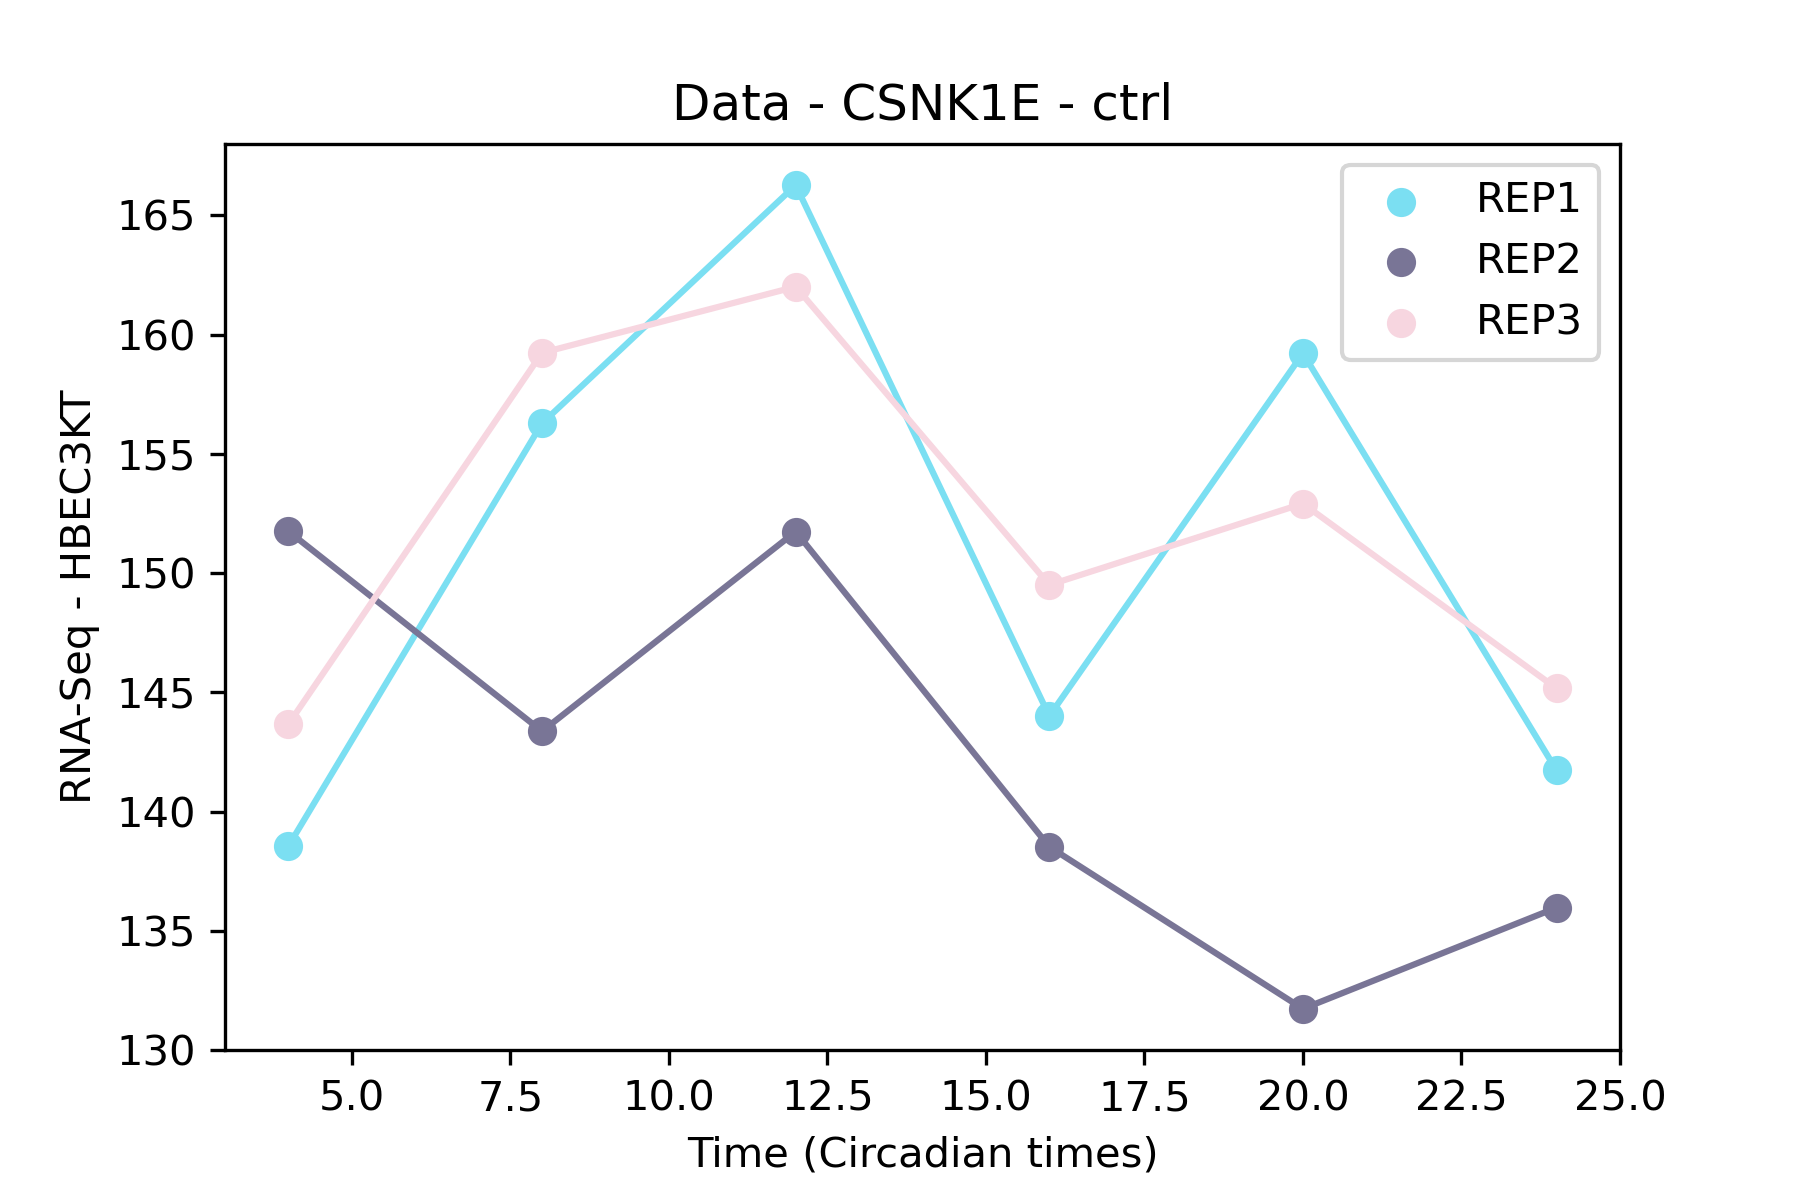 Data - CSNK1E - ctrl
REP1
REP2
REP3
RNA-Seq - HBEC3KT
165
160
155
150
145
140
135
130
5.0 7.5 10.0 12.5 15.0 17.5 20.0 22.5 25.0
Time (Circadian times)